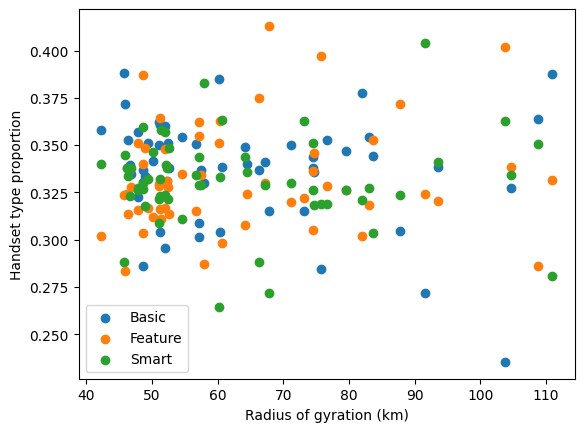 0.400
0.375
0.350
0.325
0.300
0.275
0.250
Handset type proportion
Basic
Feature
Smart
40 50 60 70 80 90 100 110
Radius of gyration (km)